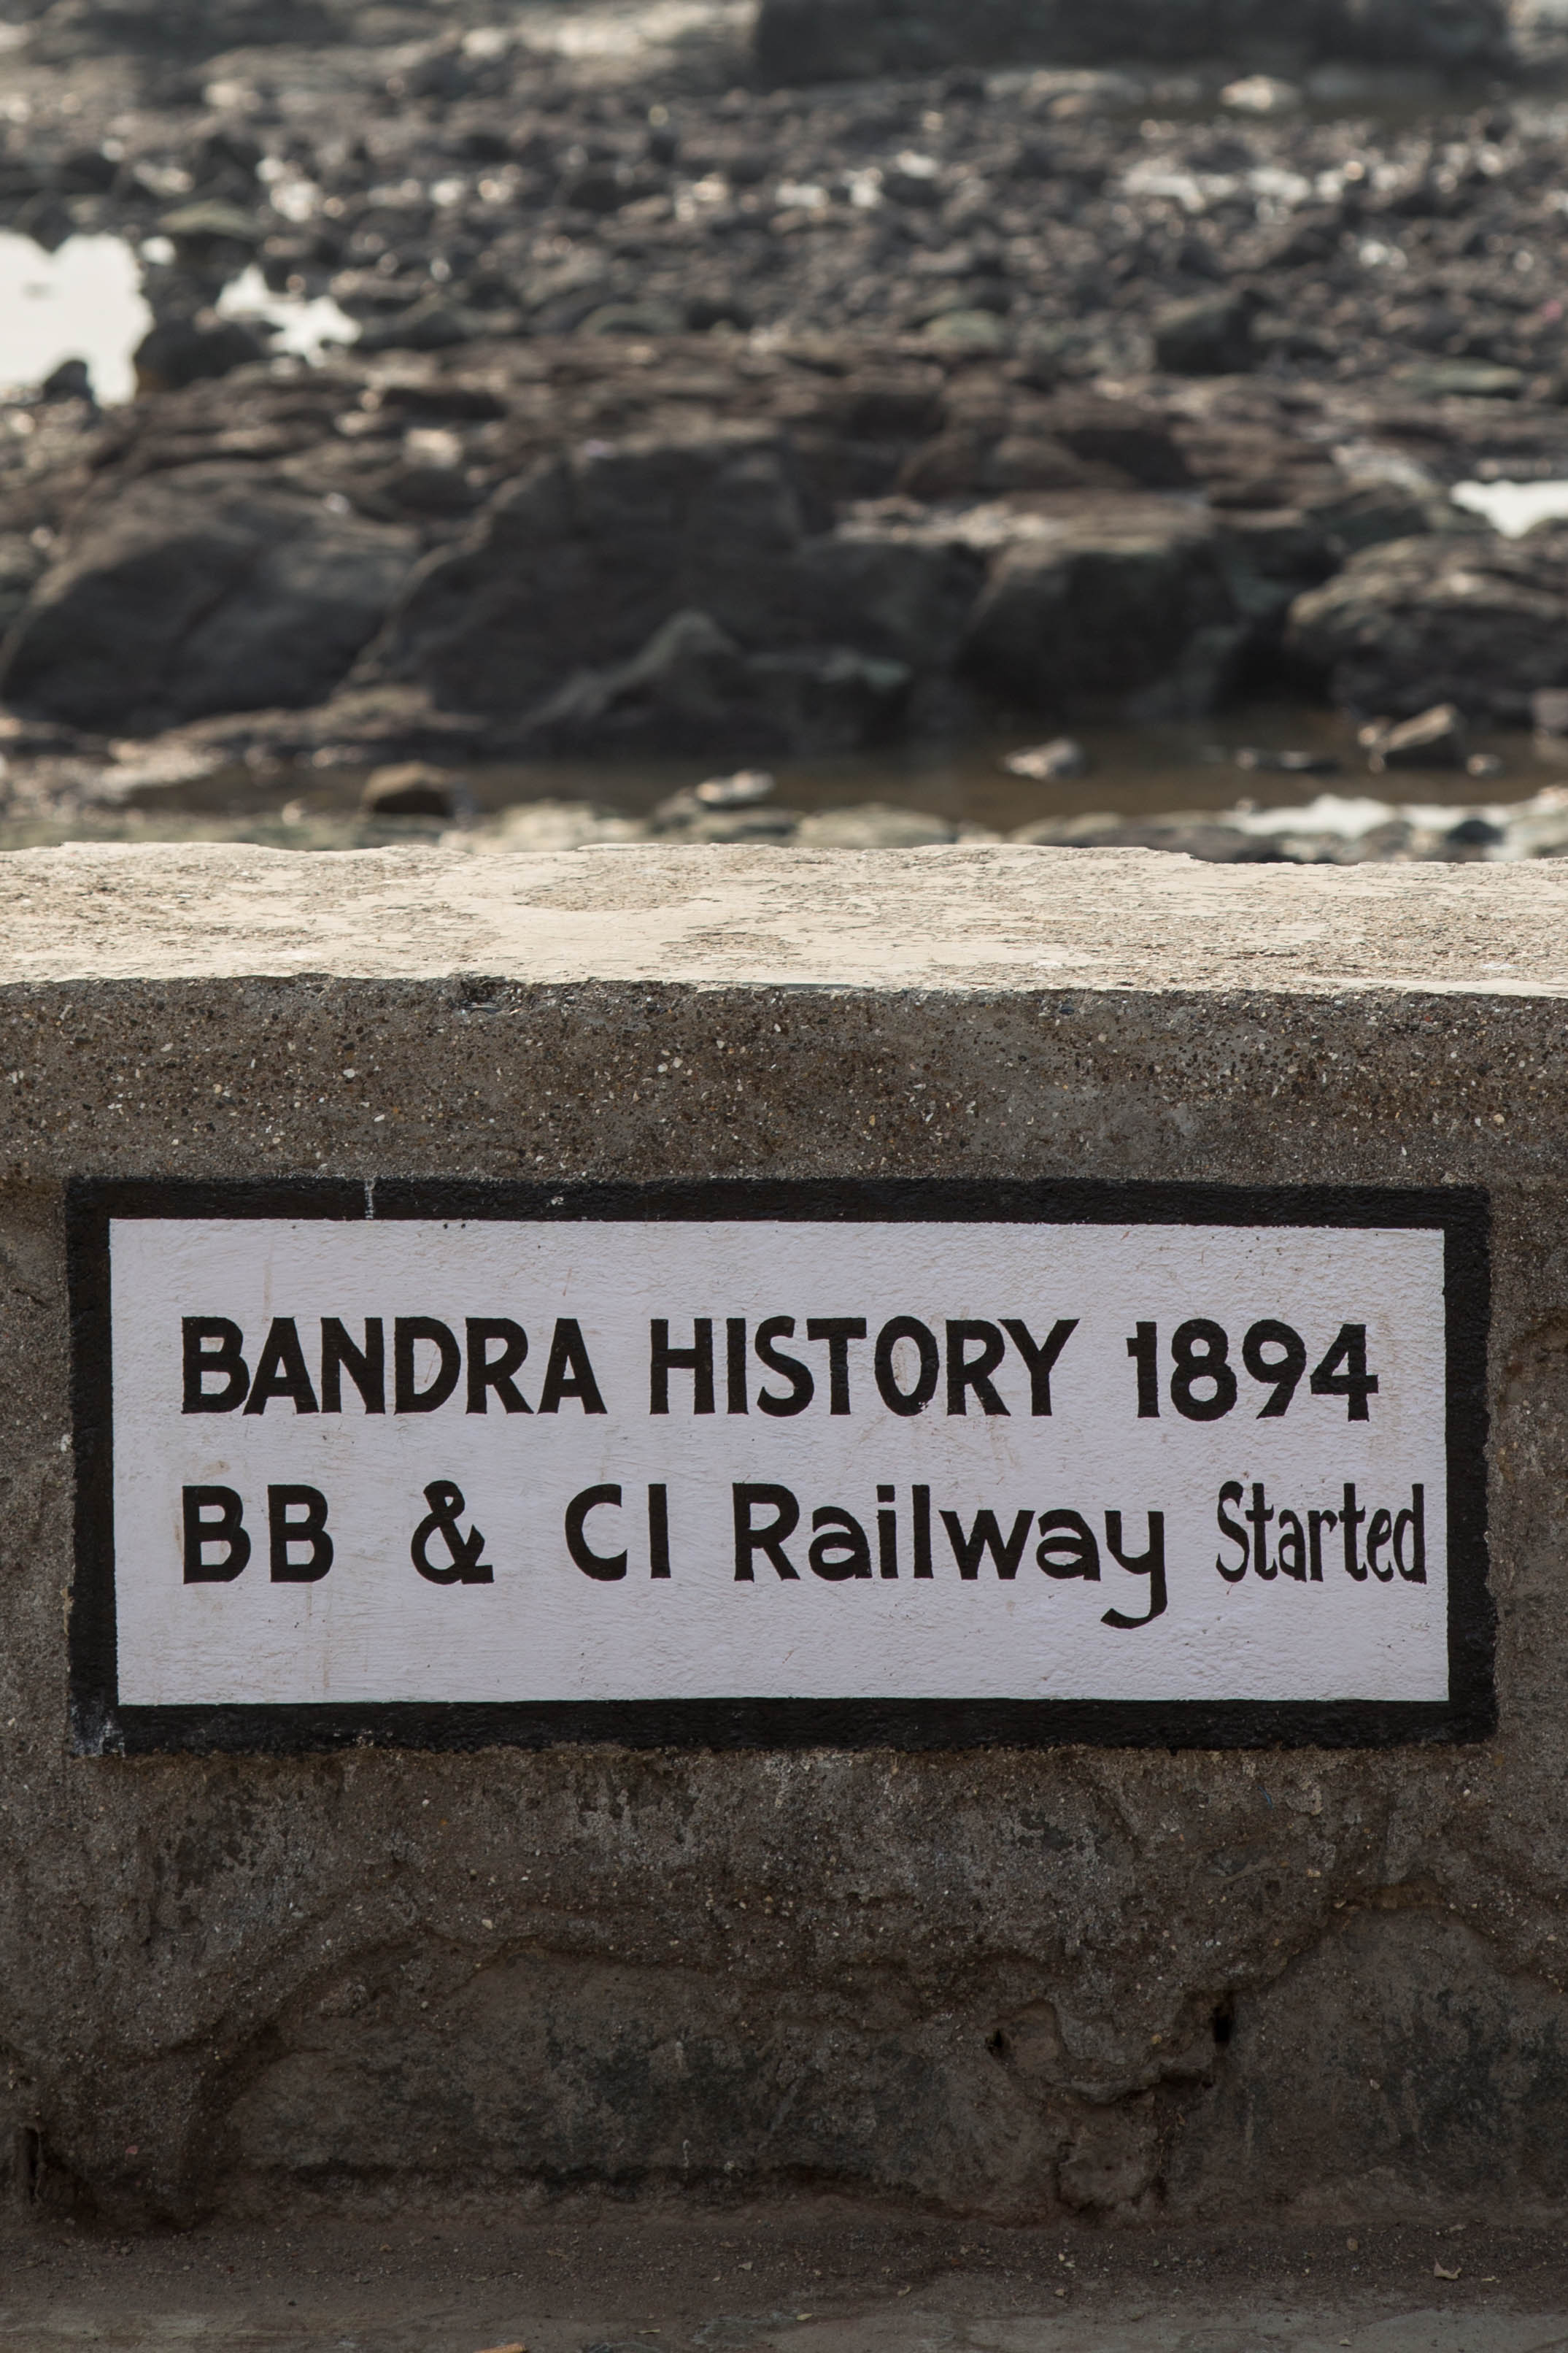 BANDRA HISTORY 1894
BB & CI Railway Started